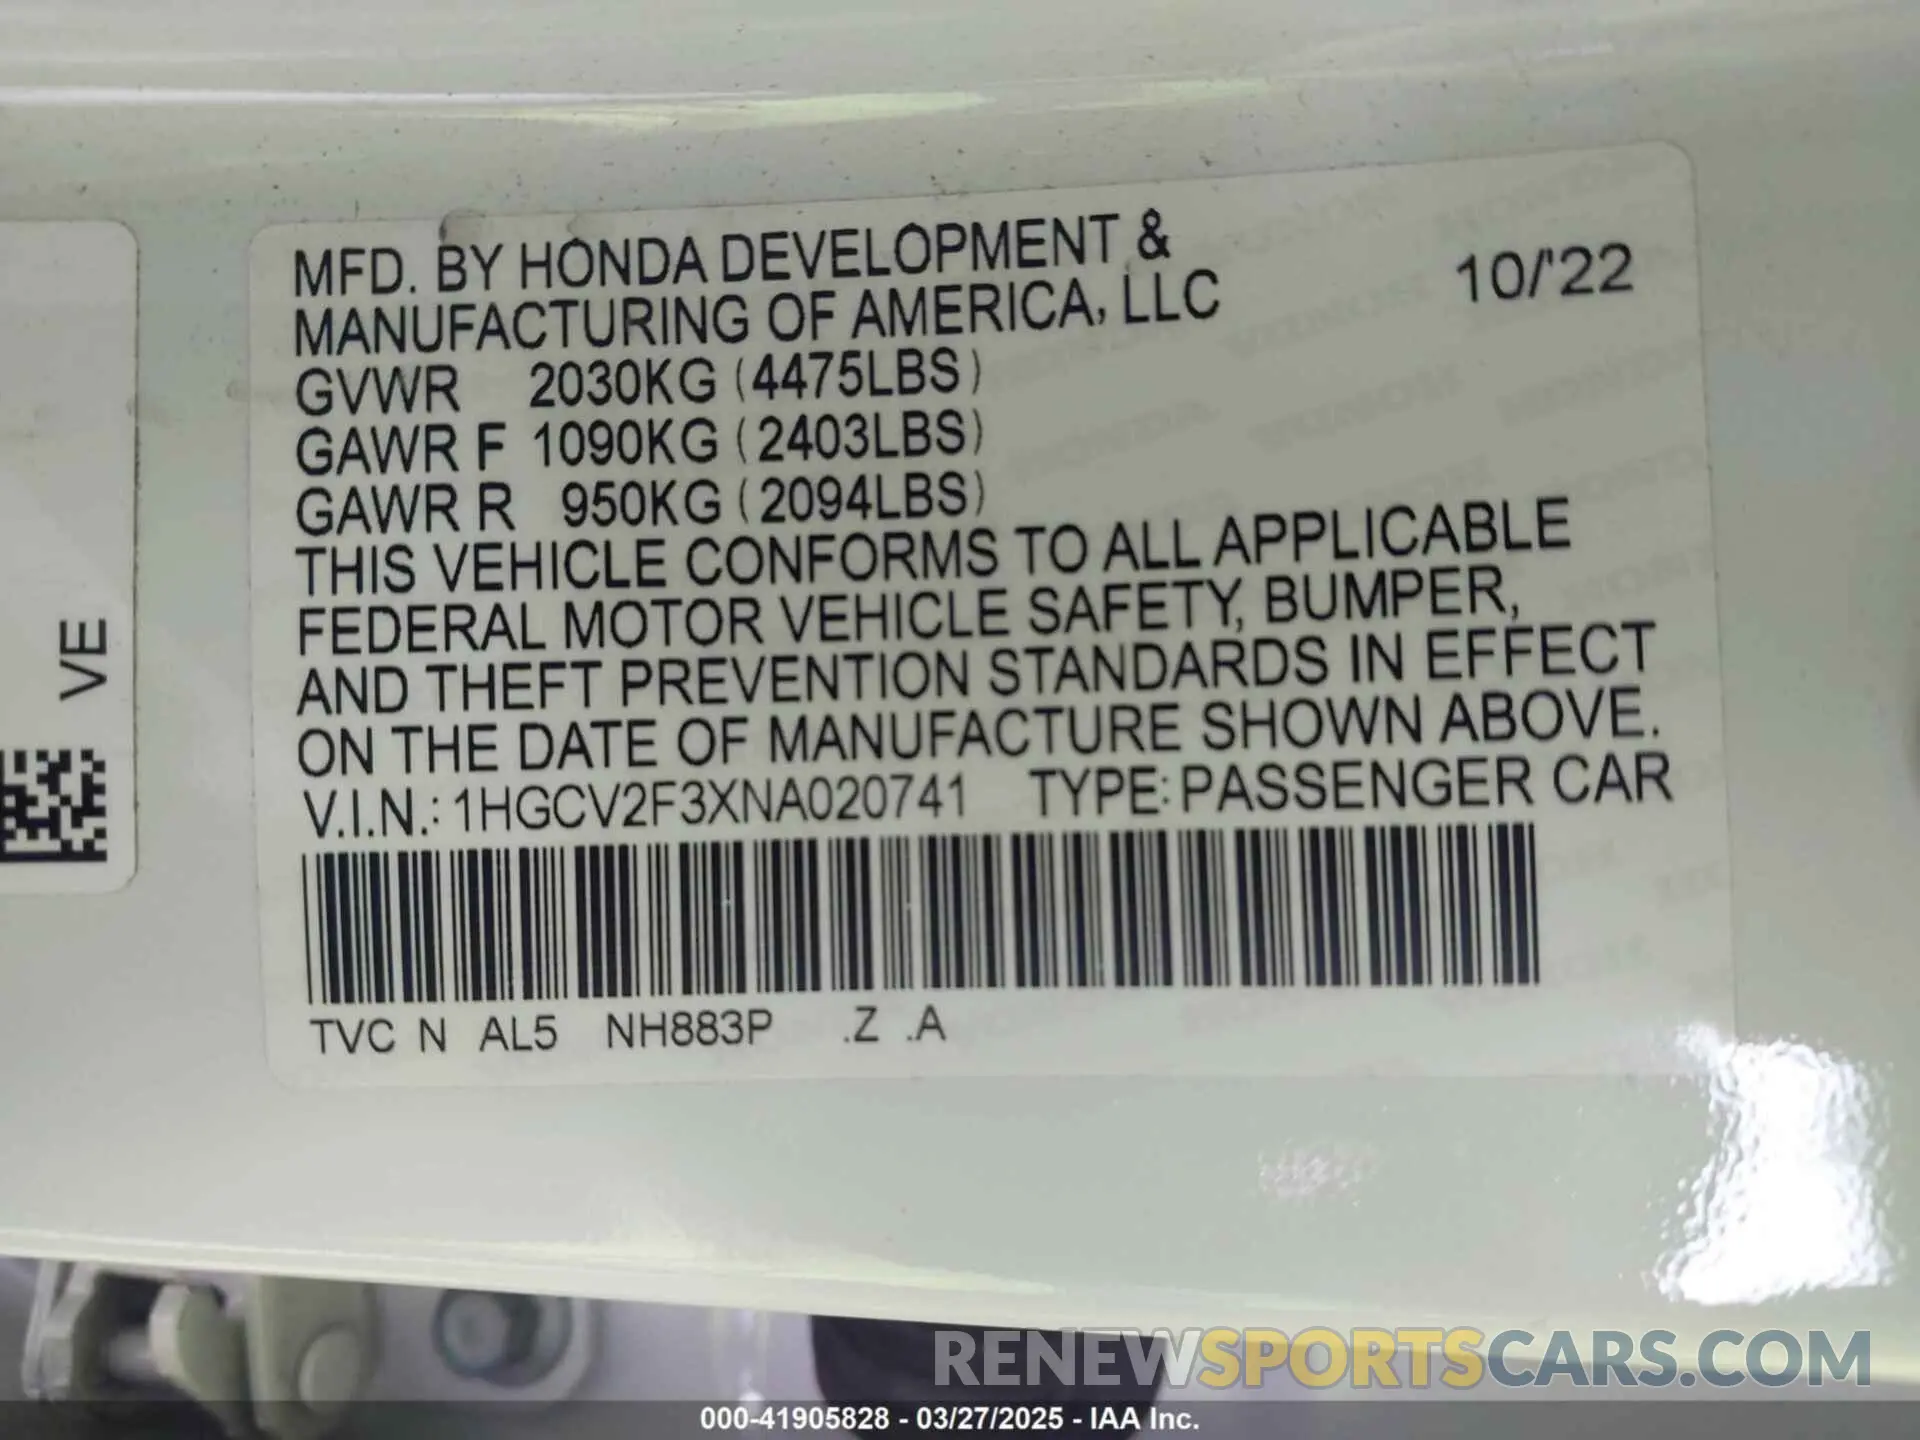 MFD. BY HONDA DEVELOPMENT & 10/'22
MANUFACTURING OF AMERICA, LLC
GVWR 2030KG (4475LBS)
GAWR F 1090KG (2403LBS)
GAWR R 950KG (2094LBS)
THIS VEHICLE CONFORMS TO ALL APPLICABLE
FEDERAL MOTOR VEHICLE SAFETY, BUMPER,
AND THEFT PREVENTION STANDARDS IN EFFECT
ON THE DATE OF MANUFACTURE SHOWN ABOVE.
V.I.N.: 1HGCV2F3XNA020741 TYPE: PASSENGER CAR
TVC N AL5 NH883P .Z .A
VE
RENEWSPORTSCARS.COM
000-41905828 - 03/27/2025 - IAA Inc.